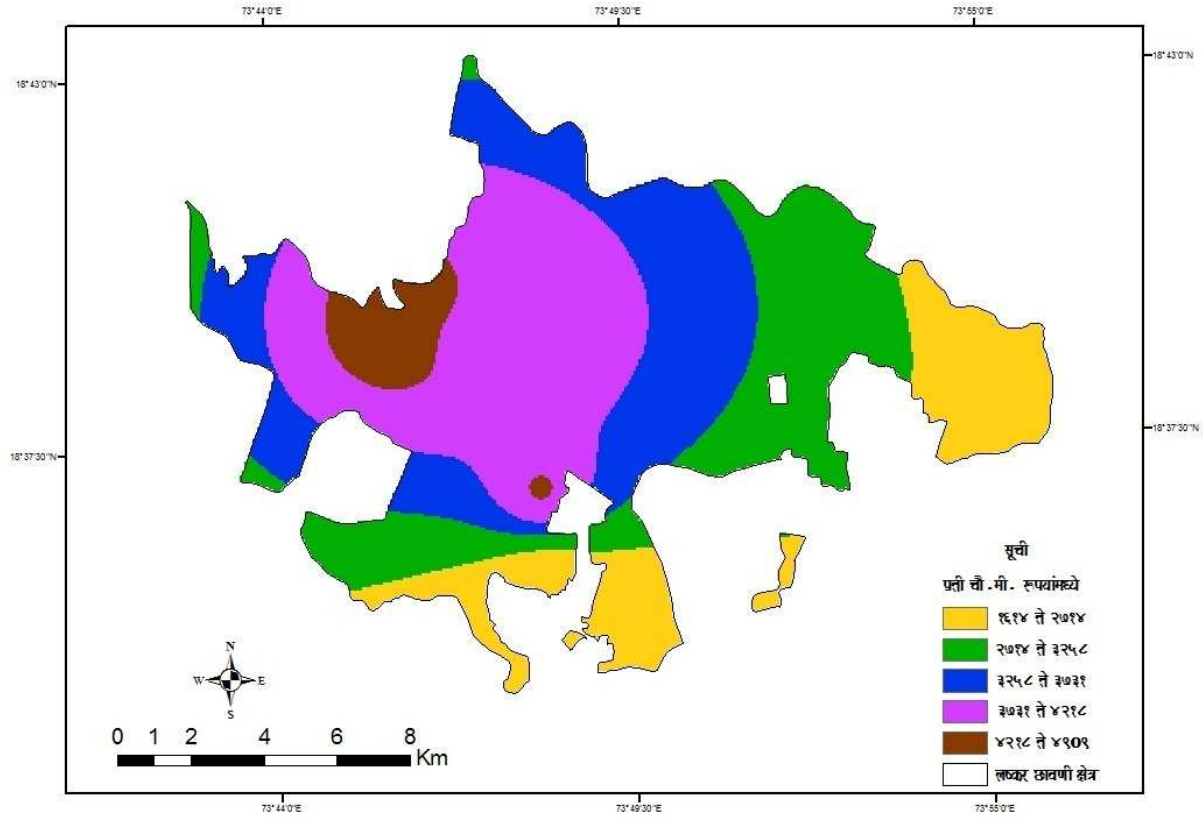 73°44'0"E 73°49'30"E 73°55'0"E
18°43'0"N 18°43'0"N
18°37'30"N 18°37'30"N
सूची
प्रती चौ.मी. रूपयांमध्ये
१६१४ ते २७१४
२७१४ ते ३२५८
३२५८ ते ३७३१
३७३१ ते ४२१८
४२१८ ते ४९०९
लष्कर छावणी क्षेत्र
N
W E
S
0 1 2 4 6 8
Km
73°44'0"E 73°49'30"E 73°55'0"E